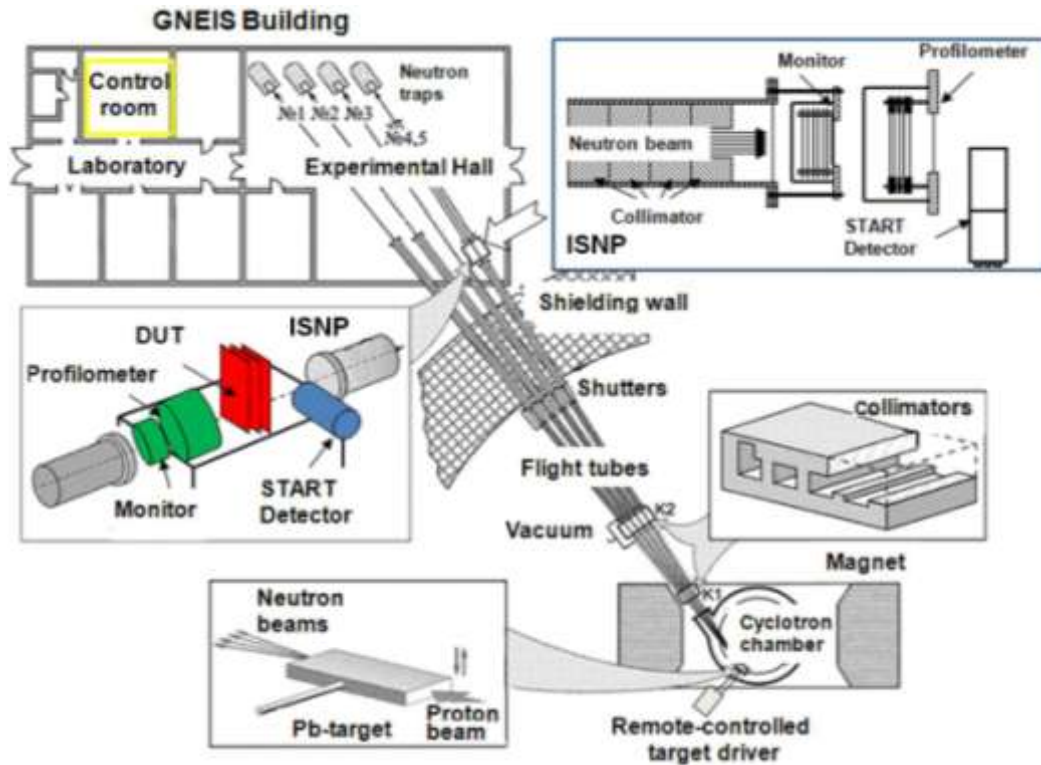 GNEIS Building
Control
room
Neutron
traps
№1
№2
№3
№4,5
Laboratory
Experimental Hall
Monitor
Profilometer
Neutron beam
Collimator
START
Detector
ISNP
Shielding wall
ISNP
DUT
Profilometer
Monitor
START
Detector
Shutters
Collimators
Flight tubes
K2
Vacuum
Magnet
K1
Cyclotron
chamber
Neutron
beams
Pb-target
Proton
beam
Remote-controlled
target driver